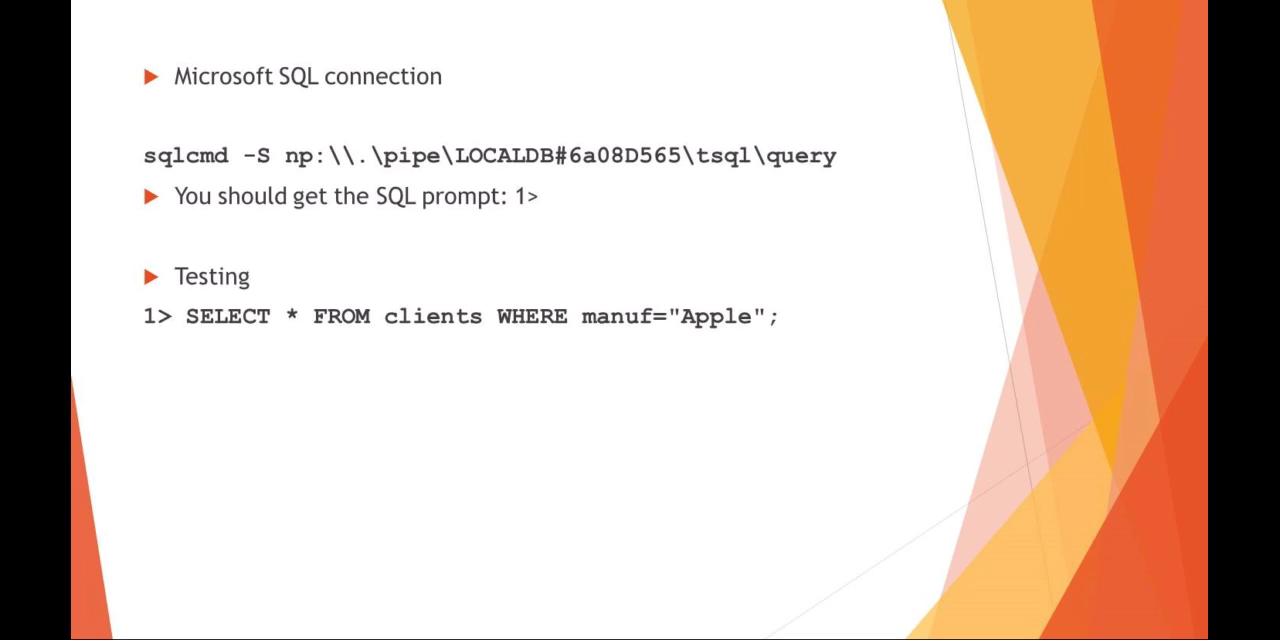 Microsoft SQL connection
sqlcmd -S np:\\.\pipe\LOCALDB#6a08D565\tsql\query
You should get the SQL prompt: 1>
Testing
1> SELECT * FROM clients WHERE manuf="Apple";